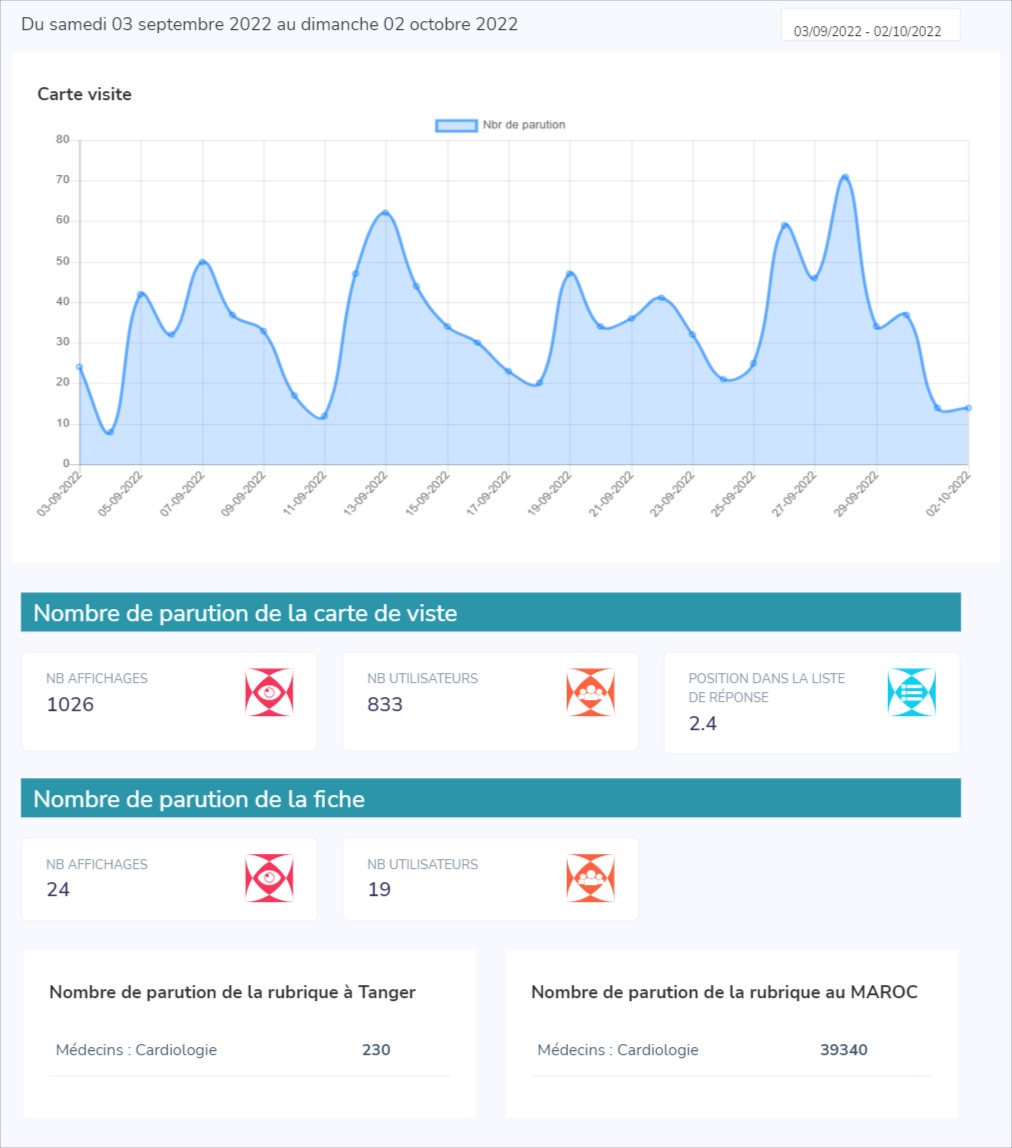 Du samedi 03 septembre 2022 au dimanche 02 octobre 2022
03/09/2022 - 02/10/2022
Carte visite
Nbr de parution
80
70
60
50
40
30
20
10
0
03-09-2022
05-09-2022
07-09-2022
09-09-2022
11-09-2022
13-09-2022
15-09-2022
17-09-2022
19-09-2022
21-09-2022
23-09-2022
25-09-2022
27-09-2022
29-09-2022
02-10-2022
Nombre de parution de la carte de viste
NB AFFICHAGES
1026
NB UTILISATEURS
833
POSITION DANS LA LISTE
DE RÉPONSE
2.4
Nombre de parution de la fiche
NB AFFICHAGES
24
NB UTILISATEURS
19
Nombre de parution de la rubrique à Tanger
Médecins : Cardiologie 230
Nombre de parution de la rubrique au MAROC
Médecins : Cardiologie 39340